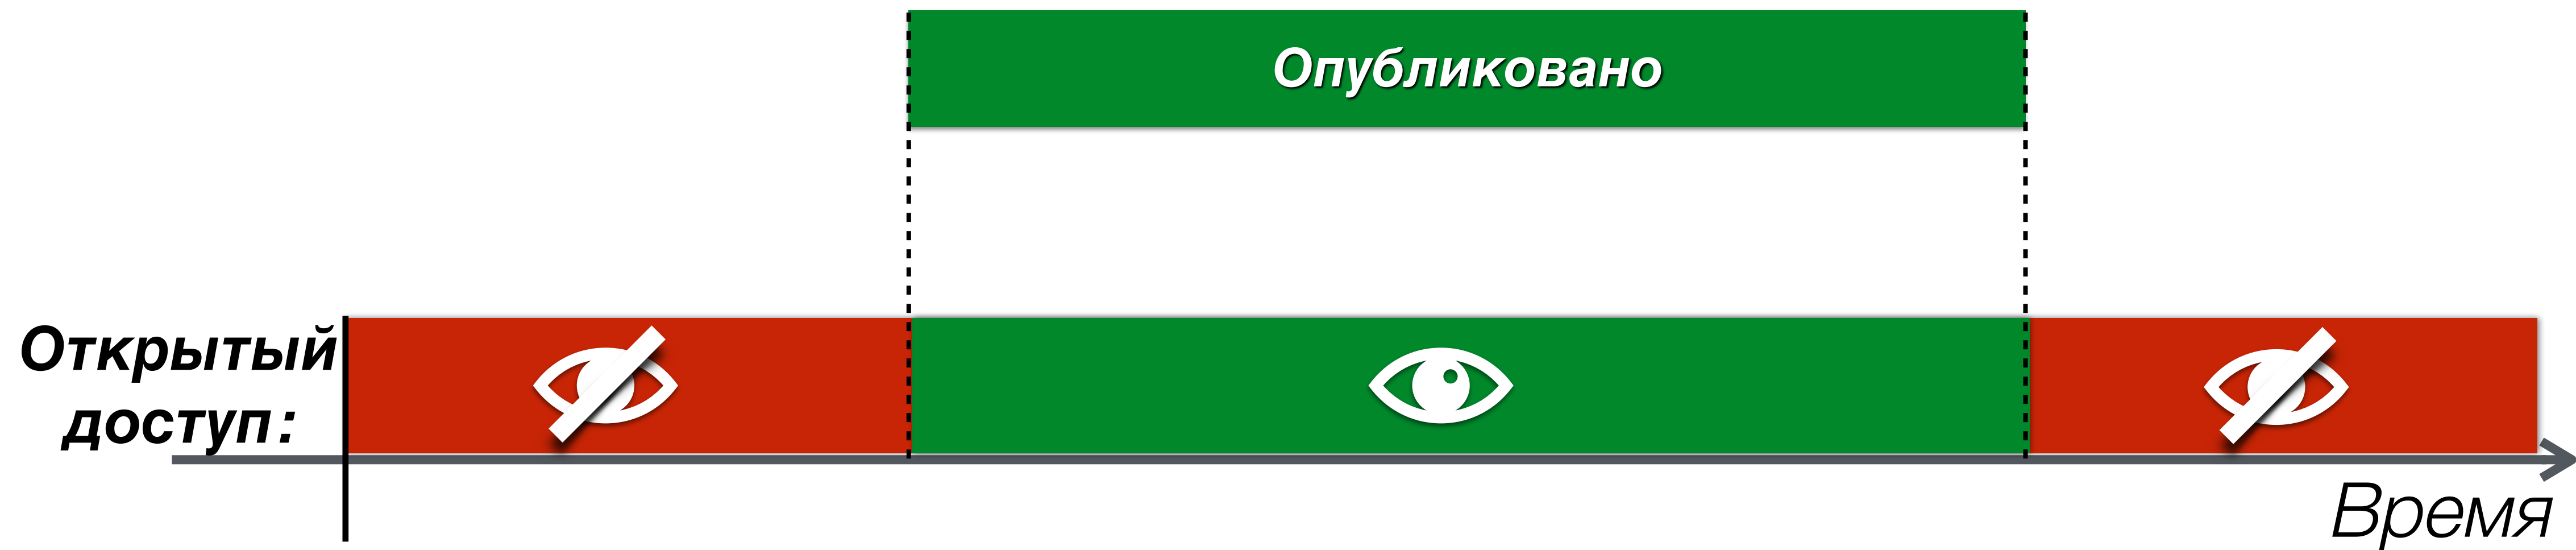 Опубликовано
Открытый
доступ:
Время